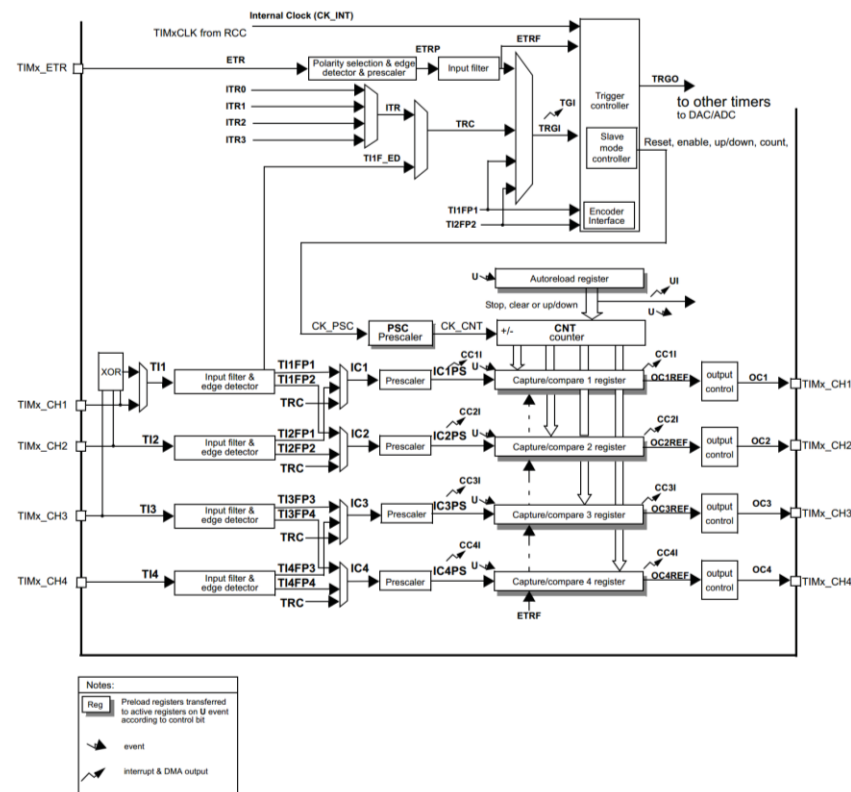 Internal Clock (CK_INT)
TIMxCLK from RCC
ETRF
ETRP
TIMx_ETR
ETR
Polarity selection & edge
detector & prescaler
Input filter
Trigger
controller
TRGO
to other timers
to DAC/ADC
ITR0
ITR1
ITR2
ITR3
ITR
TRC
TGI
TRGI
Slave
mode
controller
Reset, enable, up/down, count,
TI1F_ED
TI1FP1
TI2FP2
Encoder
Interface
U
Autoreload register
UI
U
Stop, clear or up/down
CK_PSC
PSC
Prescaler
CK_CNT
+/-
CNT
counter
XOR
TI1
Input filter &
edge detector
TI1FP1
TI1FP2
TRC
IC1
Prescaler
CC1I
IC1PS
U
Capture/compare 1 register
CC1I
OC1REF
output
control
OC1
TIMx_CH1
TIMx_CH1
TIMx_CH2
TI2
Input filter &
edge detector
TI2FP1
TI2FP2
TRC
IC2
Prescaler
CC2I
IC2PS
U
Capture/compare 2 register
CC2I
OC2REF
output
control
OC2
TIMx_CH2
TIMx_CH3
TI3
Input filter &
edge detector
TI3FP3
TI3FP4
TRC
IC3
Prescaler
CC3I
IC3PS
U
Capture/compare 3 register
CC3I
OC3REF
output
control
OC3
TIMx_CH3
TIMx_CH4
TI4
Input filter &
edge detector
TI4FP3
TI4FP4
TRC
IC4
Prescaler
CC4I
IC4PS
U
Capture/compare 4 register
CC4I
OC4REF
output
control
OC4
TIMx_CH4
ETRF
Notes:
Reg
Preload registers transferred
to active registers on U event
according to control bit
event
interrupt & DMA output